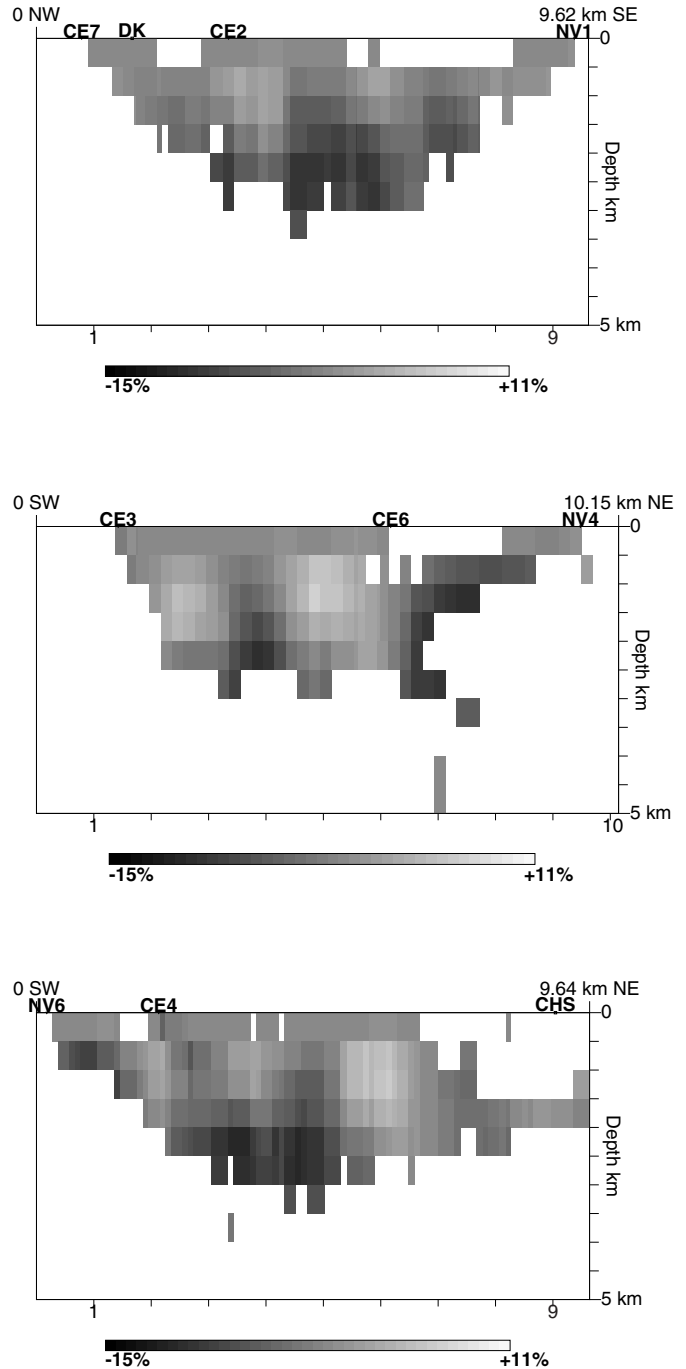 0 NW 9.62 km SE
CE7 DK CE2 NV1
0
Depth km
5 km
1 9
-15% +11%
0 SW 10.15 km NE
CE3 CE6 NV4
0
Depth km
5 km
1 10
-15% +11%
0 SW 9.64 km NE
NV6 CE4 CHS
0
Depth km
5 km
1 9
-15% +11%